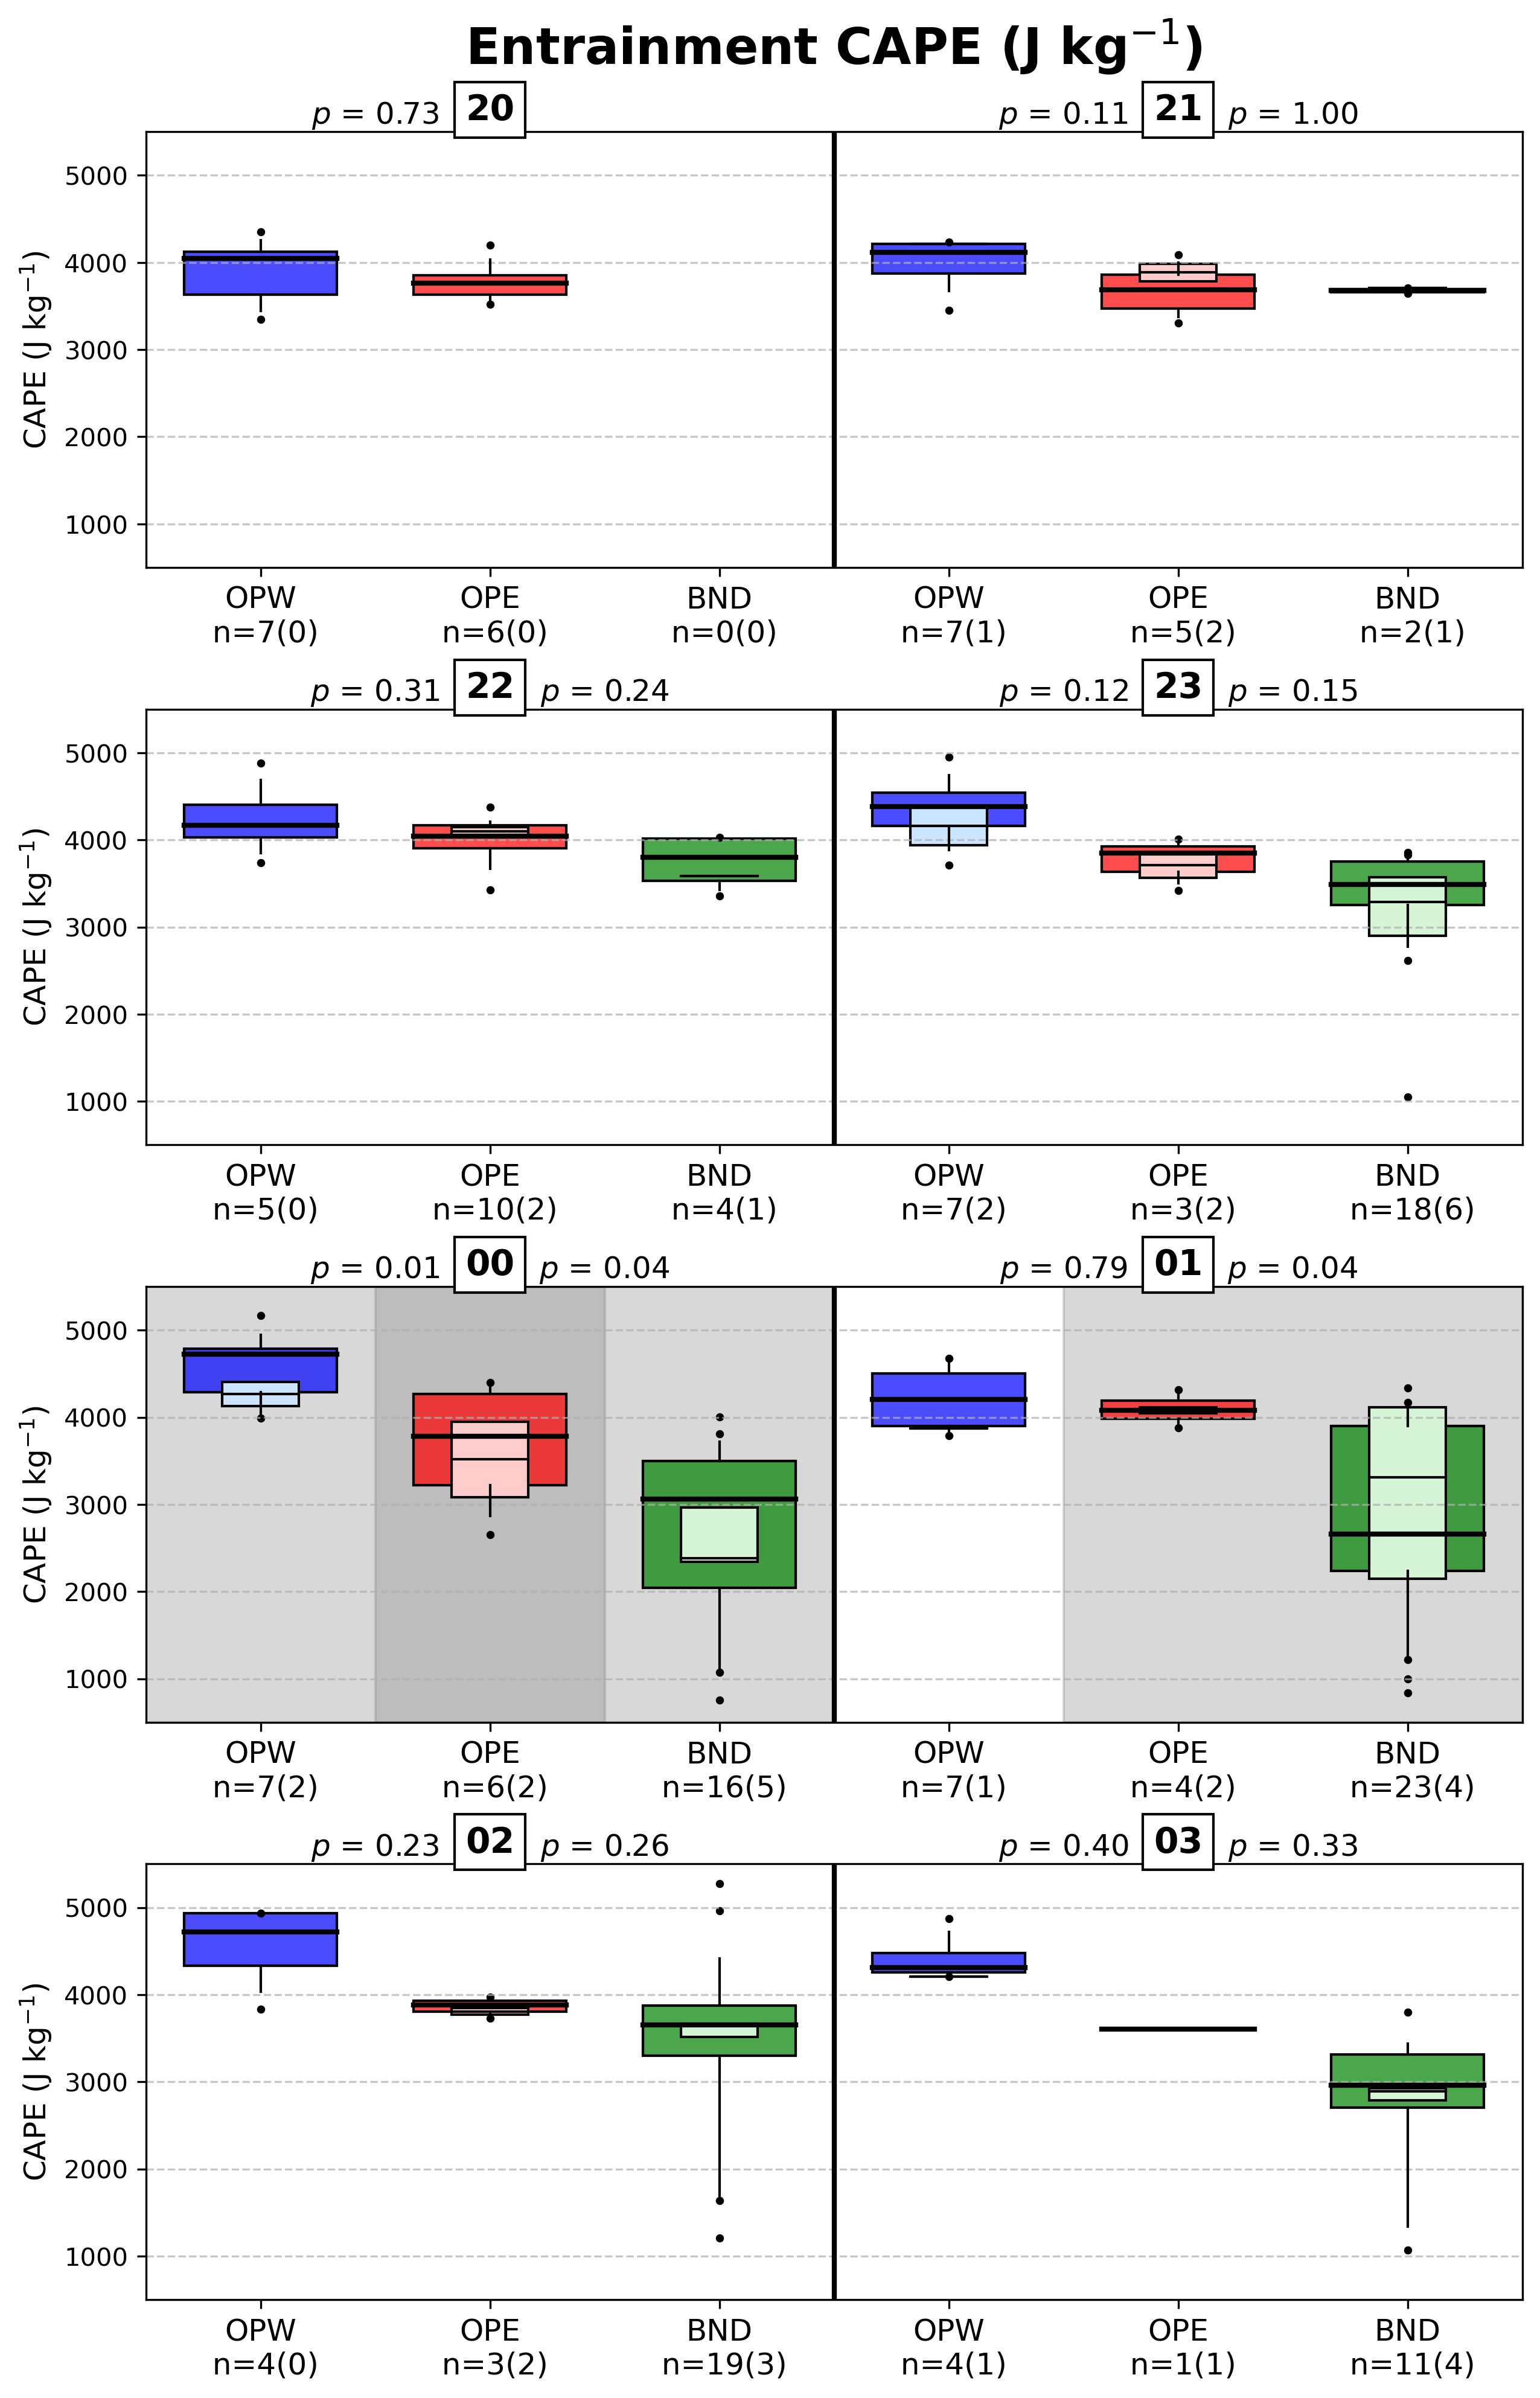 Entrainment CAPE (J kg⁻¹)
p = 0.73 20
p = 0.11 21 p = 1.00
CAPE (J kg⁻¹)
5000
4000
3000
2000
1000
OPW OPE BND OPW OPE BND
n=7(0) n=6(0) n=0(0) n=7(1) n=5(2) n=2(1)
p = 0.31 22 p = 0.24
p = 0.12 23 p = 0.15
CAPE (J kg⁻¹)
5000
4000
3000
2000
1000
OPW OPE BND OPW OPE BND
n=5(0) n=10(2) n=4(1) n=7(2) n=3(2) n=18(6)
p = 0.01 00 p = 0.04
p = 0.79 01 p = 0.04
CAPE (J kg⁻¹)
5000
4000
3000
2000
1000
OPW OPE BND OPW OPE BND
n=7(2) n=6(2) n=16(5) n=7(1) n=4(2) n=23(4)
p = 0.23 02 p = 0.26
p = 0.40 03 p = 0.33
CAPE (J kg⁻¹)
5000
4000
3000
2000
1000
OPW OPE BND OPW OPE BND
n=4(0) n=3(2) n=19(3) n=4(1) n=1(1) n=11(4)